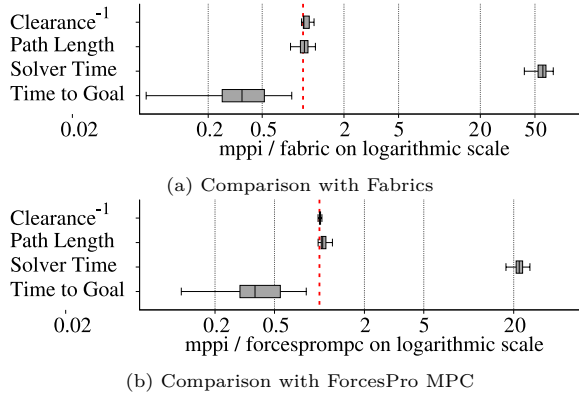 Clearance-1
Path Length
Solver Time
Time to Goal
0.02 0.2 0.5 2 5 20 50
mppi / fabric on logarithmic scale
(a) Comparison with Fabrics
Clearance-1
Path Length
Solver Time
Time to Goal
0.02 0.2 0.5 2 5 20
mppi / forcesprompc on logarithmic scale
(b) Comparison with ForcesPro MPC